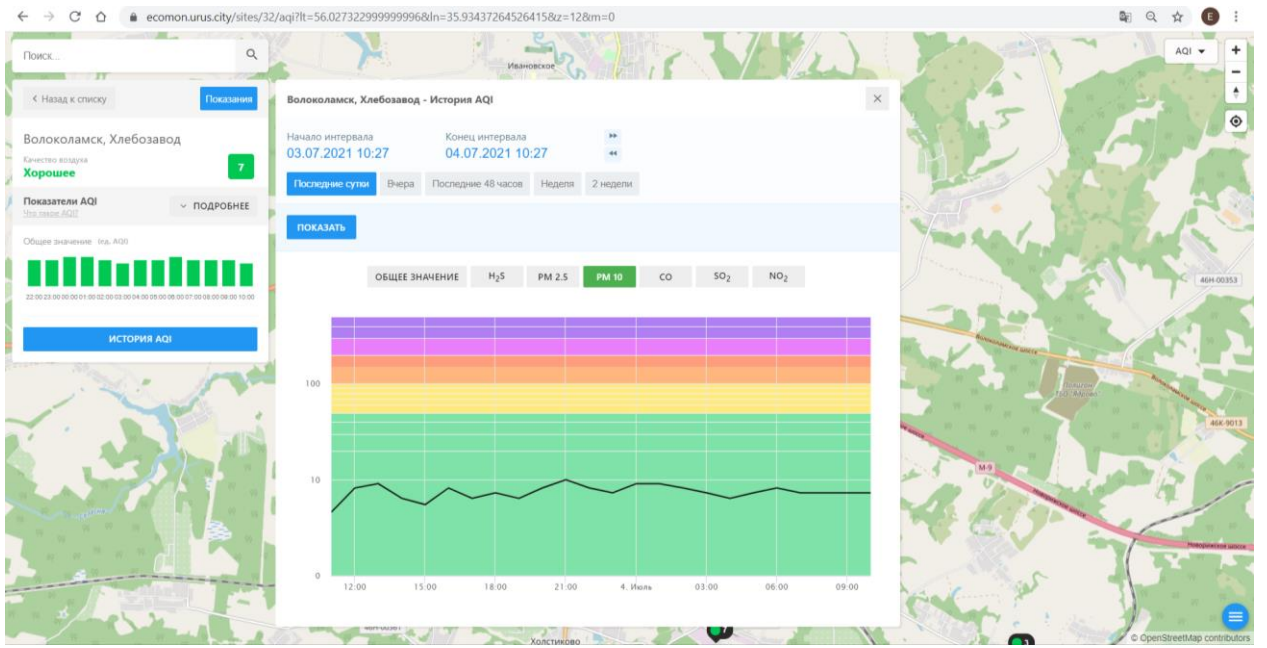 ecomon.urus.city/sites/32/aqi?lt=56.027322999999996&ln=35.93437264526415&z=12&m=0
E
Поиск...
Ивановское
AQI
Назад к списку
Показания
Волоколамск, Хлебозавод
Качество воздуха
Хорошее
7
Показатели AQI
Что такое AQI?
ПОДРОБНЕЕ
Общее значение (ед. AQI)
22:00 23:00 00:00 01:00 02:00 03:00 04:00 05:00 06:00 07:00 08:00 09:00 10:00
ИСТОРИЯ AQI
Волоколамск, Хлебозавод - История AQI
Начало интервала
Конец интервала
03.07.2021 10:27
04.07.2021 10:27
Последние сутки
Вчера
Последние 48 часов
Неделя
2 недели
ПОКАЗАТЬ
ОБЩЕЕ ЗНАЧЕНИЕ
H2S
PM 2.5
PM 10
CO
SO2
NO2
100
10
0
12:00
15:00
18:00
21:00
4. Июль
03:00
06:00
09:00
46Н-00353
Волоколамское шоссе
46К-9013
М-9
Новорижское шоссе
Холстиково
7
© OpenStreetMap contributors